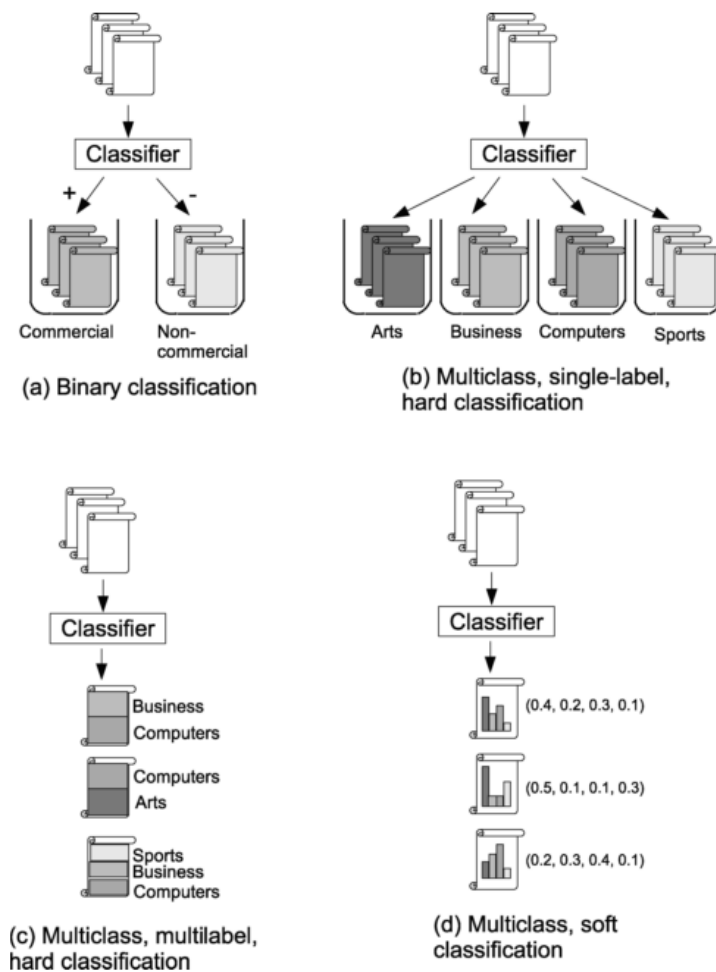 Classifier
+
-
Commercial
Non-
commercial
(a) Binary classification
Classifier
Arts
Business
Computers
Sports
(b) Multiclass, single-label,
hard classification
Classifier
Business
Computers
Computers
Arts
Sports
Business
Computers
(c) Multiclass, multilabel,
hard classification
Classifier
(0.4, 0.2, 0.3, 0.1)
(0.5, 0.1, 0.1, 0.3)
(0.2, 0.3, 0.4, 0.1)
(d) Multiclass, soft
classification